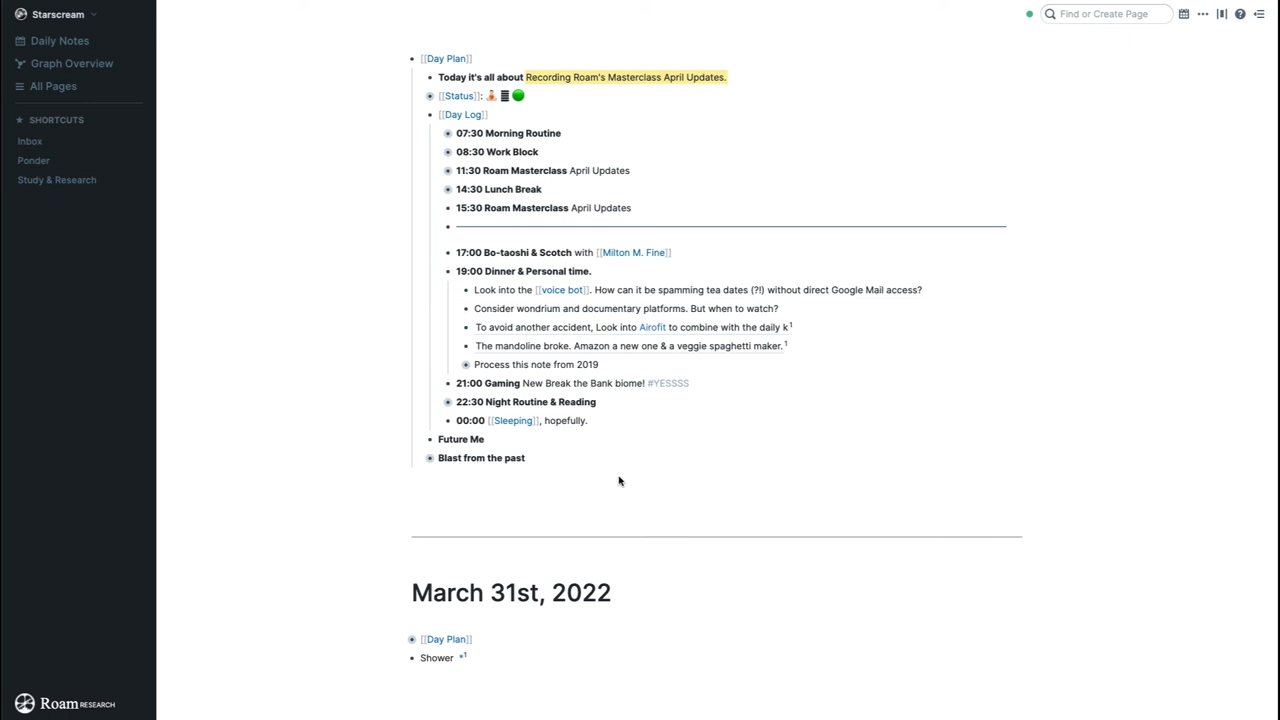 Starscream
Daily Notes
Graph Overview
All Pages
SHORTCUTS
Inbox
Ponder
Study & Research
Find or Create Page
[[Day Plan]]
Today it's all about Recording Roam's Masterclass April Updates.
[[Status]]:
[[Day Log]]
07:30 Morning Routine
08:30 Work Block
11:30 Roam Masterclass April Updates
14:30 Lunch Break
15:30 Roam Masterclass April Updates
17:00 Bo-taoshi & Scotch with [[Milton M. Fine]]
19:00 Dinner & Personal time.
Look into the [[voice bot]]. How can it be spamming tea dates (?!) without direct Google Mail access?
Consider wondrium and documentary platforms. But when to watch?
To avoid another accident, Look into Airofit to combine with the daily k 1
The mandoline broke. Amazon a new one & a veggie spaghetti maker. 1
Process this note from 2019
21:00 Gaming New Break the Bank biome! #YESSSS
22:30 Night Routine & Reading
00:00 [[Sleeping]], hopefully.
Future Me
Blast from the past
March 31st, 2022
[[Day Plan]]
Shower *1
Roam RESEARCH